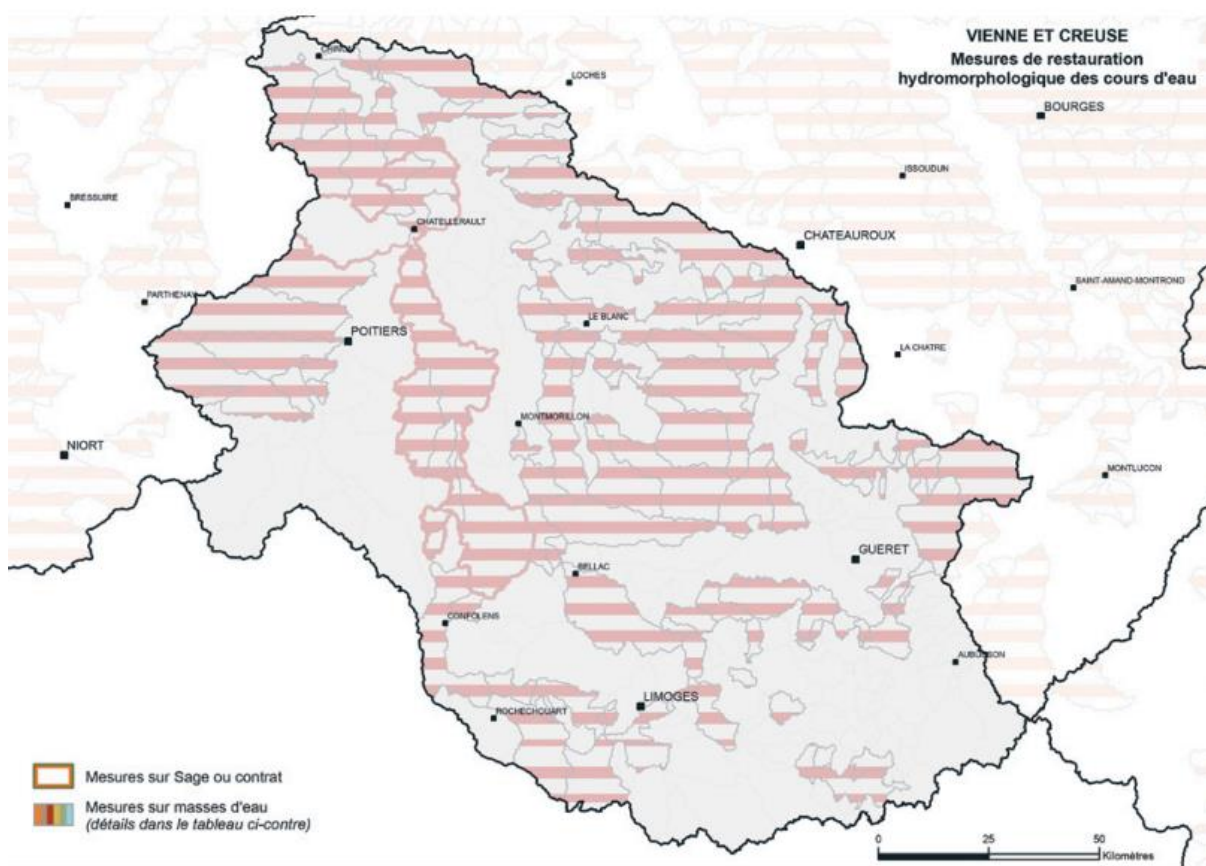 VIENNE ET CREUSE
Mesures de restauration
hydromorphologique des cours d'eau
CHINON
LOCHES
BOURGES
ISSOUDUN
BRESSUIRE
CHATELLERAULT
CHATEAUROUX
SAINT-AMAND-MONTROND
PARTHENAY
LE BLANC
POITIERS
LA CHATRE
MONTMORILLON
NIORT
MONTLUCON
GUERET
BELLAC
CONFOLENS
AUBUSSON
LIMOGES
ROCHECHOUART
Mesures sur Sage ou contrat
Mesures sur masses d'eau
(détails dans le tableau ci-contre)
0 25 50
Kilomètres